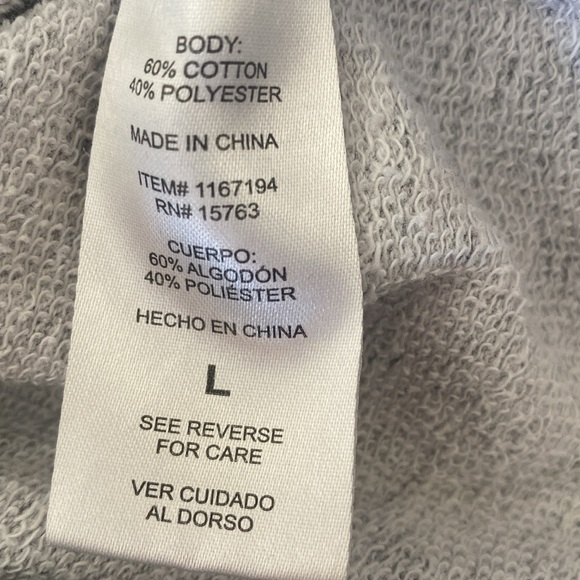 BODY:
60% COTTON
40% POLYESTER
MADE IN CHINA
ITEM# 1167194
RN# 15763
CUERPO:
60% ALGODÓN
40% POLIÉSTER
HECHO EN CHINA
L
SEE REVERSE
FOR CARE
VER CUIDADO
AL DORSO